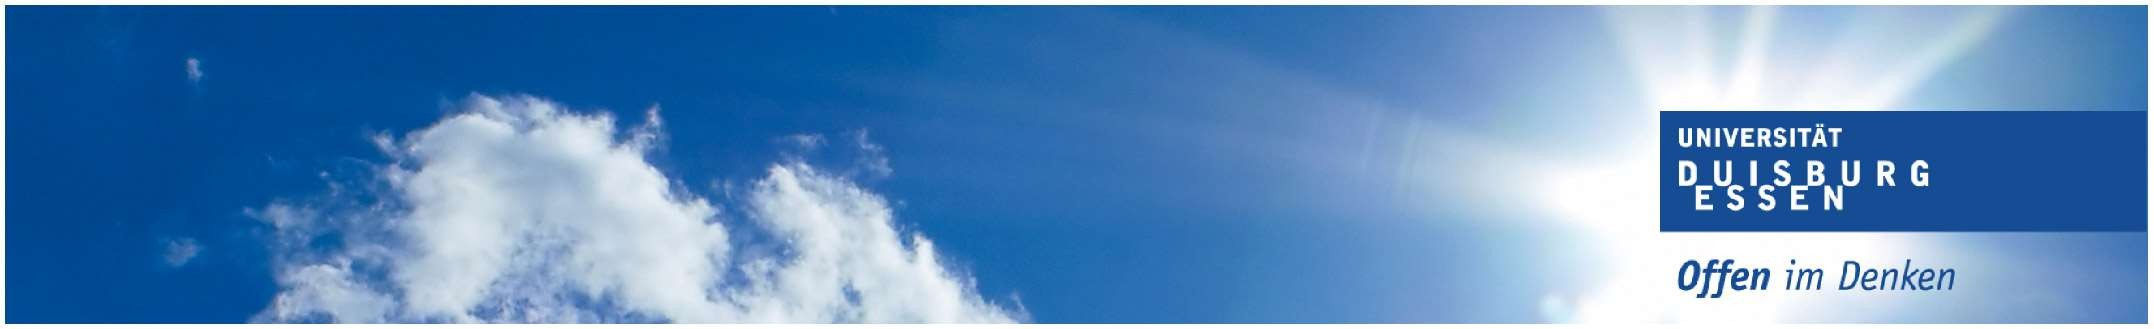 UNIVERSITÄT
DUISBURG
ESSEN
Offen im Denken